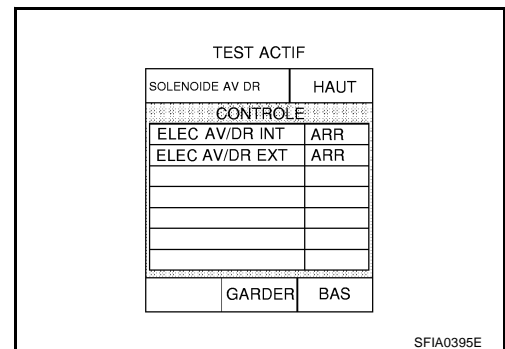 TEST ACTIF
SOLENOIDE AV DR HAUT
CONTROLE
ELEC AV/DR INT ARR
ELEC AV/DR EXT ARR
GARDER BAS
SFIA0395E